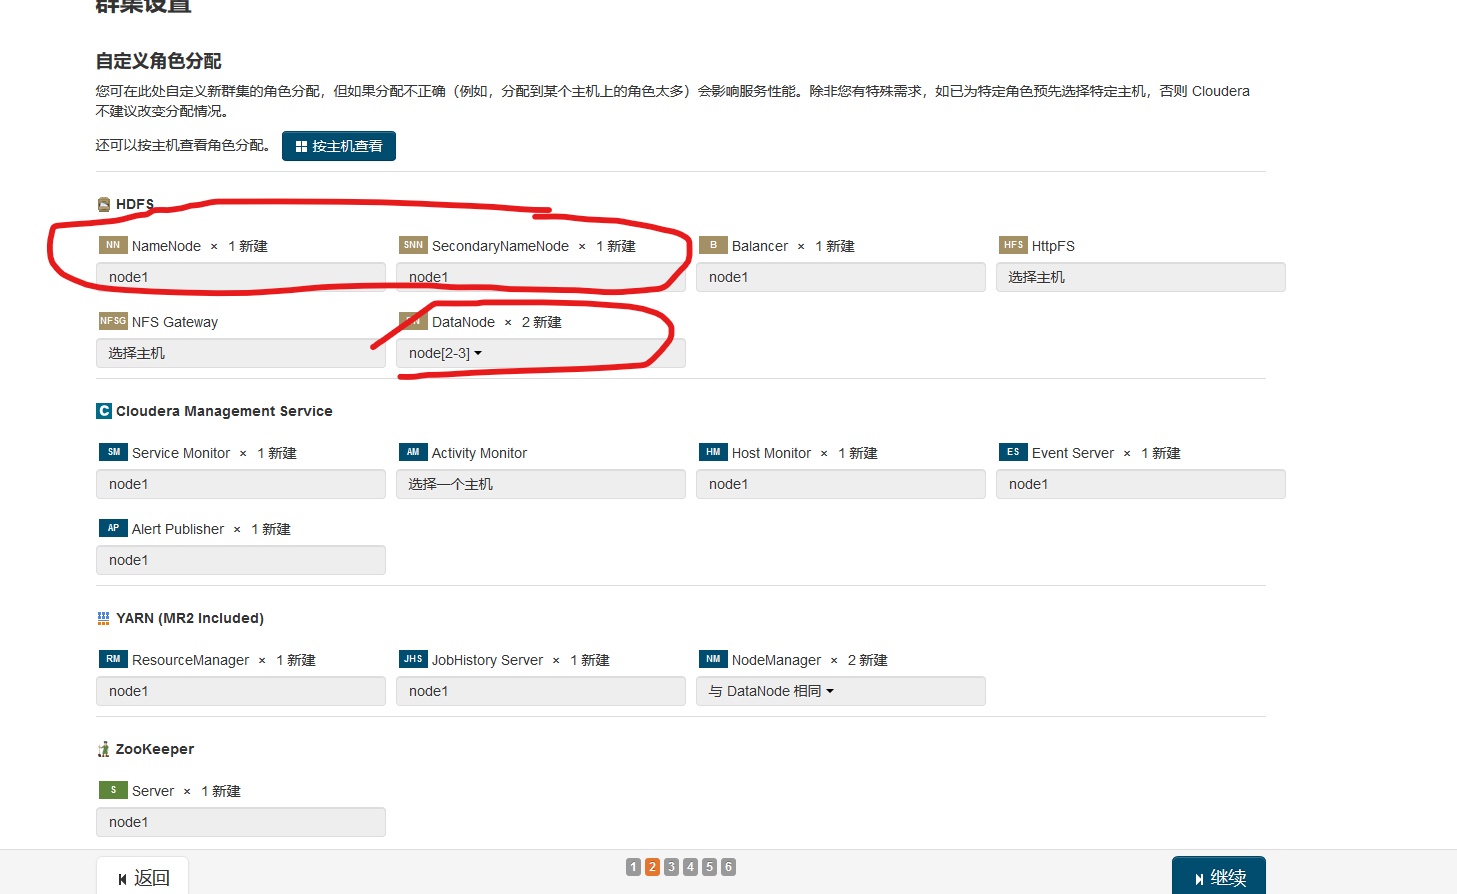 群集设置
自定义角色分配
您可在此处自定义新群集的角色分配，但如果分配不正确（例如，分配到某个主机上的角色太多）会影响服务性能。除非您有特殊需求，如已为特定角色预先选择特定主机，否则 Cloudera
不建议改变分配情况。
还可以按主机查看角色分配。 按主机查看
HDFS
NN NameNode × 1 新建 SNN SecondaryNameNode × 1 新建 B Balancer × 1 新建 HFS HttpFS
node1 node1 node1 选择主机
NFSG NFS Gateway DataNode × 2 新建
选择主机 node[2-3]
C Cloudera Management Service
SM Service Monitor × 1 新建 AM Activity Monitor HM Host Monitor × 1 新建 ES Event Server × 1 新建
node1 选择一个主机 node1 node1
AP Alert Publisher × 1 新建
node1
YARN (MR2 Included)
RM ResourceManager × 1 新建 JHS JobHistory Server × 1 新建 NM NodeManager × 2 新建
node1 node1 与 DataNode 相同
ZooKeeper
S Server × 1 新建
node1
返回 1 2 3 4 5 6 继续